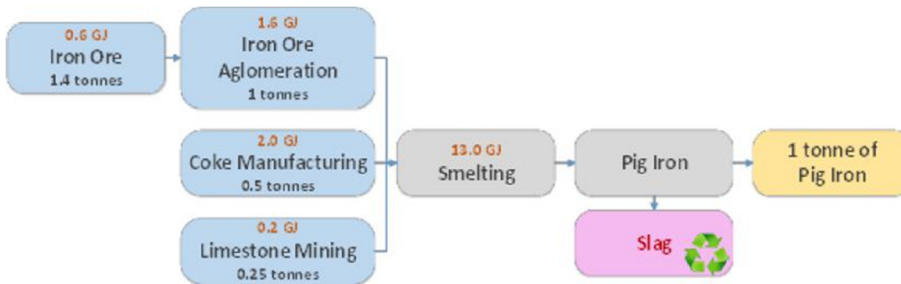 0.6 GJ
Iron Ore
1.4 tonnes
1.6 GJ
Iron Ore
Aglomeration
1 tonnes
2.0 GJ
Coke Manufacturing
0.5 tonnes
0.2 GJ
Limestone Mining
0.25 tonnes
13.0 GJ
Smelting
Pig Iron
1 tonne of
Pig Iron
Slag